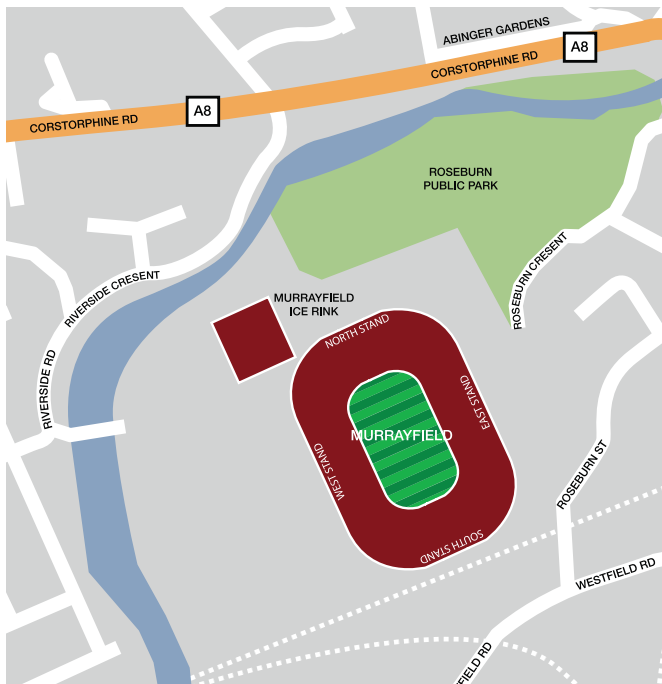 ABINGER GARDENS
A8
CORSTORPHINE RD
A8
CORSTORPHINE RD
ROSEBURN
PUBLIC PARK
ROSEBURN CRESENT
RIVERSIDE CRESENT
MURRAYFIELD
ICE RINK
NORTH STAND
RIVERSIDE RD
EAST STAND
MURRAYFIELD
WEST STAND
ROSEBURN ST
SOUTH STAND
WESTFIELD RD
FIELD RD